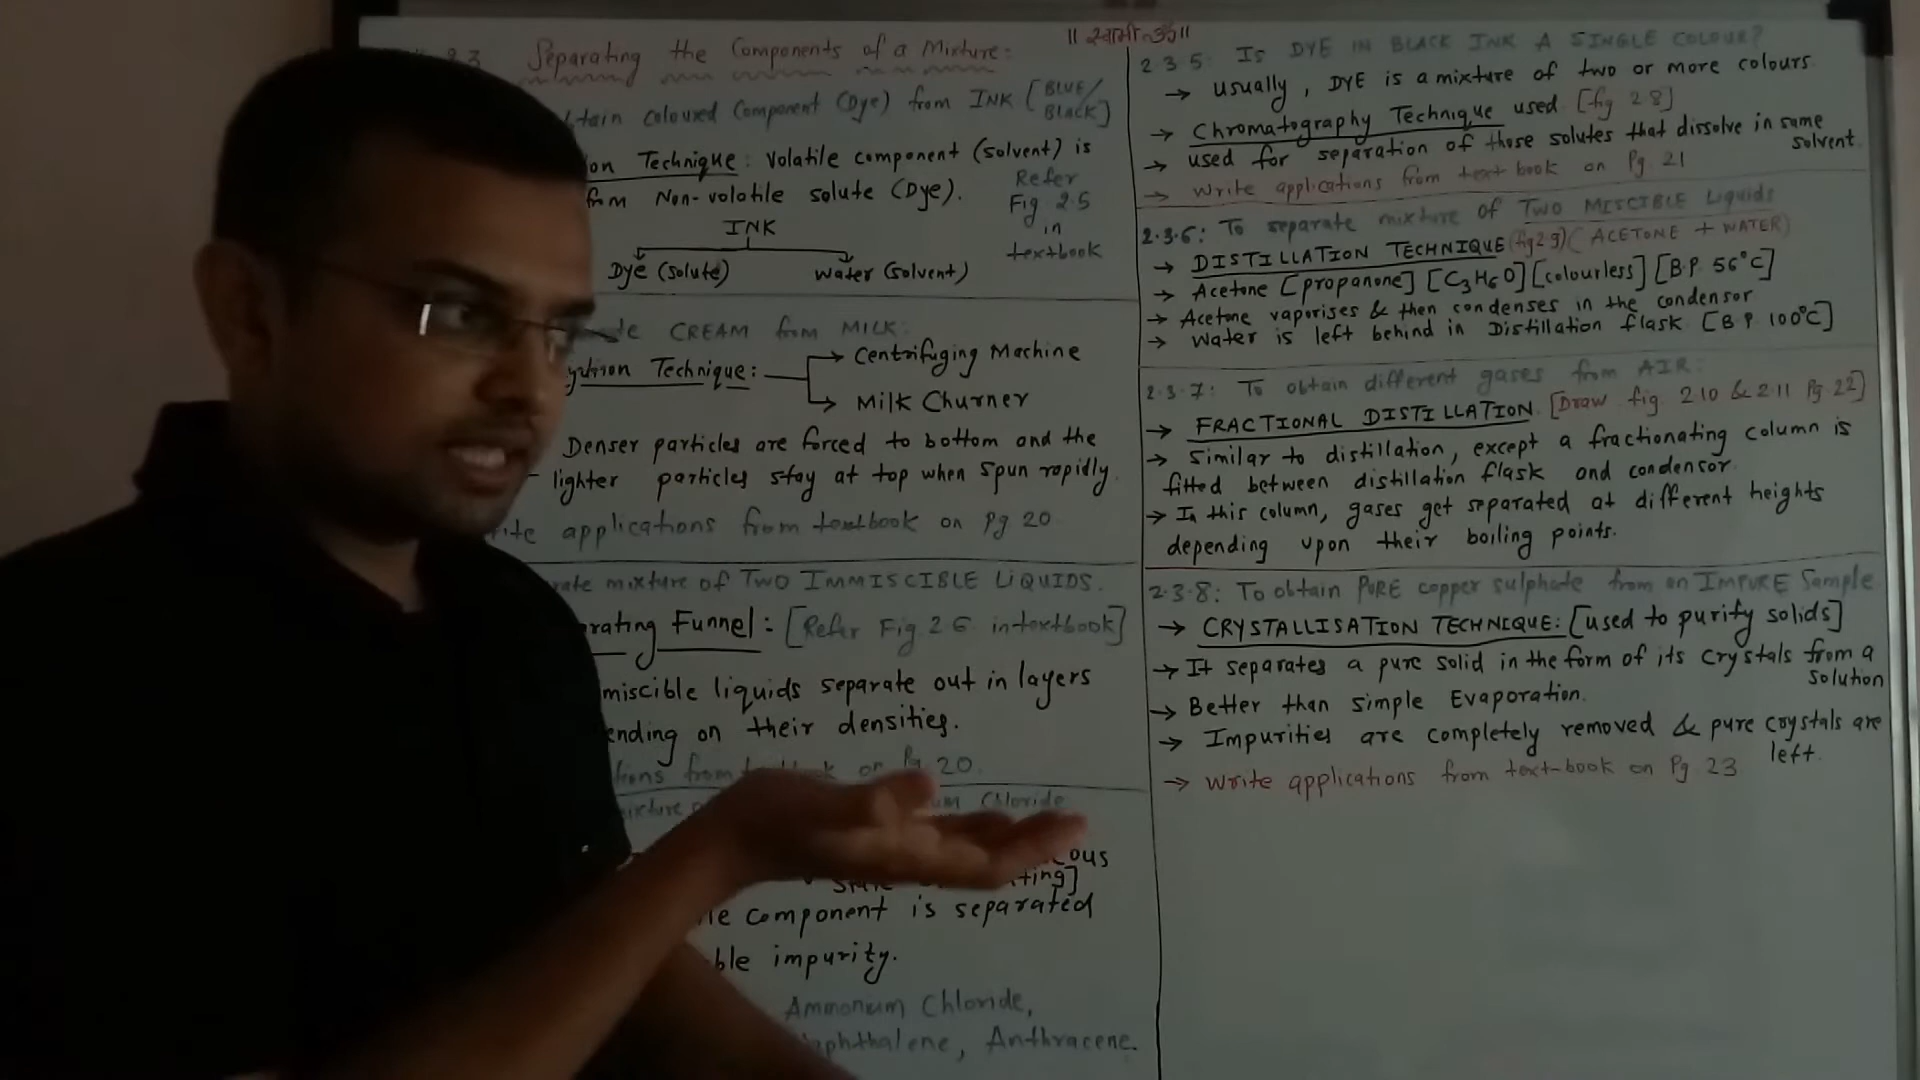 || स्वामी ॐ ||
2.3 Separating the Components of a Mixture:
obtain coloured Component (Dye) from INK [BLUE/
BLACK]
on Technique: Volatile component (solvent) is
from Non-volatile solute (Dye).
Refer
Fig 2.5
in
textbook
INK
Dye (solute) Water (solvent)
CREAM from MILK:
Technique: → Centrifuging Machine
→ Milk Churner
Denser particles are forced to bottom and the
lighter particles stay at top when spun rapidly.
applications from textbook on Pg 20
mixture of TWO IMMISCIBLE LIQUIDS.
rating Funnel: [Refer Fig 2.6 in textbook]
miscible liquids separate out in layers
ending on their densities.
on Pg 20.
Chloride
ous
ting]
component is separated
ble impurity.
Ammonium Chloride,
aphthalene, Anthracene.
2.3.5: Is DYE IN BLACK INK A SINGLE COLOUR?
→ usually, DYE is a mixture of two or more colours
→ Chromatography Technique used [fig 2.8]
→ used for separation of those solutes that dissolve in same
solvent.
→ Write applications from text book on Pg. 21
2.3.6: To separate mixture of TWO MISCIBLE Liquids
→ DISTILLATION TECHNIQUE (fig 2.9) (ACETONE + WATER)
→ Acetone [propanone] [C3H6O] [colourless] [B.P. 56°C]
→ Acetone vaporises & then condenses in the condensor
→ Water is left behind in Distillation flask. [B.P. 100°C]
2.3.7: To obtain different gases from AIR:
→ FRACTIONAL DISTILLATION. [Draw fig. 2.10 & 2.11 Pg 22]
→ Similar to distillation, except a fractionating column is
fitted between distillation flask and condensor.
→ In this column, gases get separated at different heights
depending upon their boiling points.
2.3.8: To obtain PURE copper sulphate from an IMPURE Sample
→ CRYSTALLISATION TECHNIQUE: [used to purify solids]
→ It separates a pure solid in the form of its crystals from a
solution
→ Better than simple Evaporation.
→ Impurities are completely removed & pure crystals are
left.
→ Write applications from text-book on Pg 23